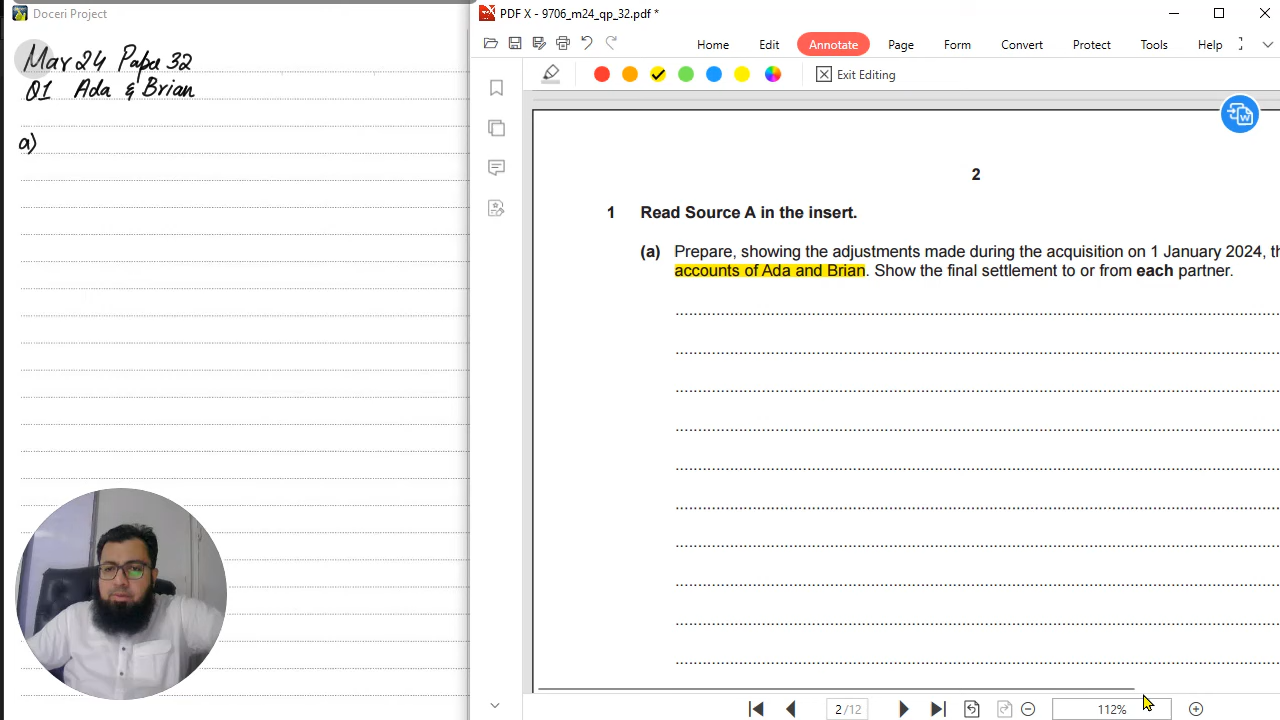 Doceri Project
Mar 24 Pape 32
Q1 Ada & Brian
a)
PDF X - 9706_m24_qp_32.pdf *
Home Edit Annotate Page Form Convert Protect Tools Help
Exit Editing
2
1 Read Source A in the insert.
(a) Prepare, showing the adjustments made during the acquisition on 1 January 2024, th
accounts of Ada and Brian. Show the final settlement to or from each partner.
2 /12
112%